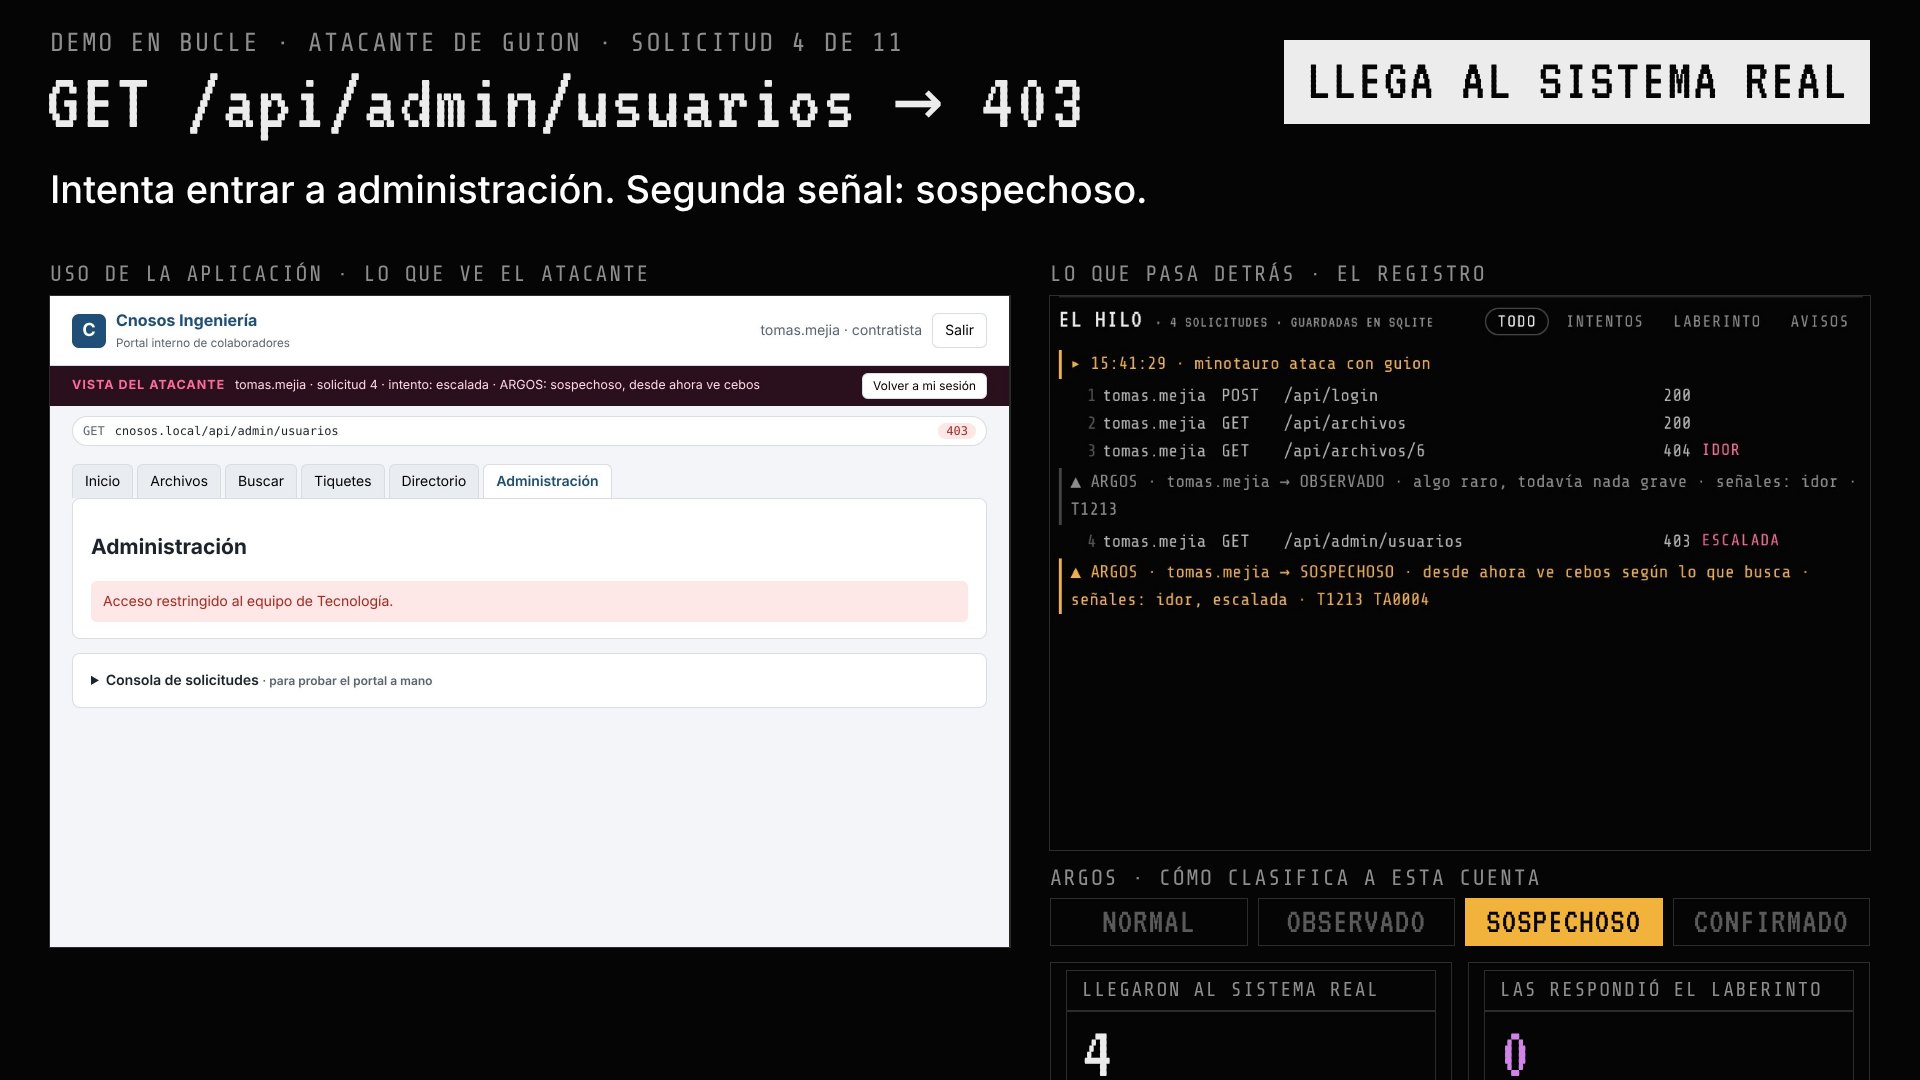 DEMO EN BUCLE · ATACANTE DE GUION · SOLICITUD 4 DE 11
GET /api/admin/usuarios → 403
LLEGA AL SISTEMA REAL
Intenta entrar a administración. Segunda señal: sospechoso.
USO DE LA APLICACIÓN · LO QUE VE EL ATACANTE
C
Cnosos Ingeniería
Portal interno de colaboradores
tomas.mejia · contratista
Salir
VISTA DEL ATACANTE tomas.mejia · solicitud 4 · intento: escalada · ARGOS: sospechoso, desde ahora ve cebos
Volver a mi sesión
GET cnosos.local/api/admin/usuarios 403
Inicio Archivos Buscar Tiquetes Directorio Administración
Administración
Acceso restringido al equipo de Tecnología.
▶ Consola de solicitudes · para probar el portal a mano
LO QUE PASA DETRÁS · EL REGISTRO
EL HILO · 4 SOLICITUDES · GUARDADAS EN SQLITE
TODO INTENTOS LABERINTO AVISOS
▸ 15:41:29 · minotauro ataca con guion
1 tomas.mejia POST /api/login 200
2 tomas.mejia GET /api/archivos 200
3 tomas.mejia GET /api/archivos/6 404 IDOR
▲ ARGOS · tomas.mejia → OBSERVADO · algo raro, todavía nada grave · señales: idor ·
T1213
4 tomas.mejia GET /api/admin/usuarios 403 ESCALADA
▲ ARGOS · tomas.mejia → SOSPECHOSO · desde ahora ve cebos según lo que busca ·
señales: idor, escalada · T1213 TA0004
ARGOS · CÓMO CLASIFICA A ESTA CUENTA
NORMAL OBSERVADO SOSPECHOSO CONFIRMADO
LLEGARON AL SISTEMA REAL
4
LAS RESPONDIÓ EL LABERINTO
0